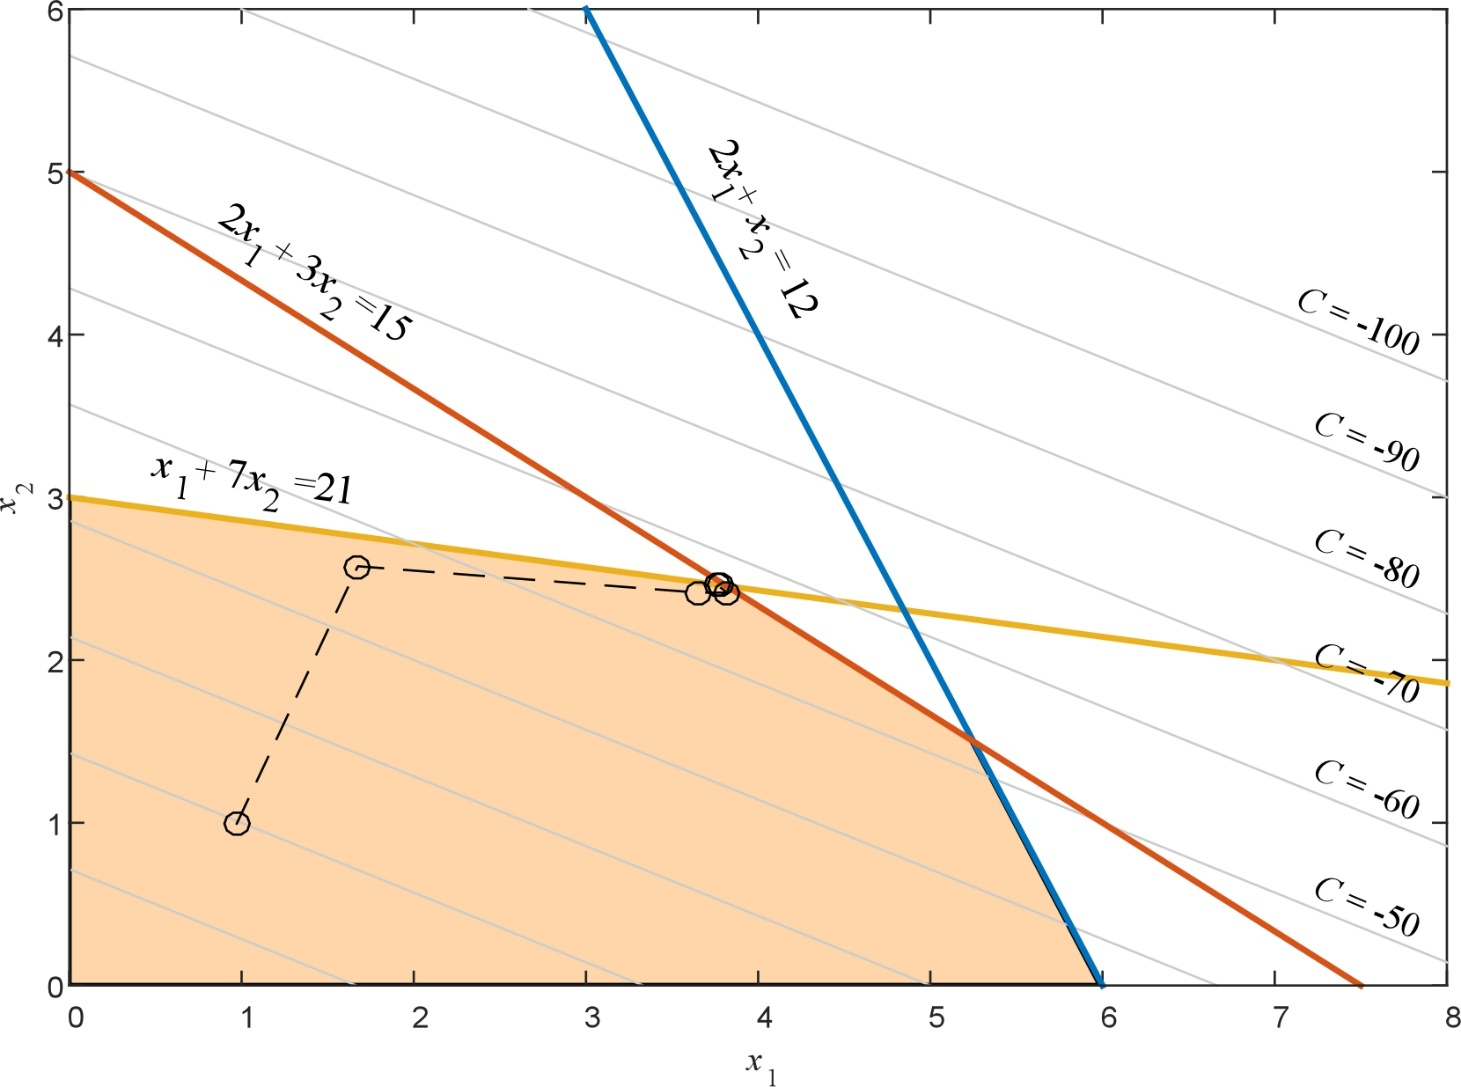 6
5
4
3
2
1
0
x2
2x1 + 3x2 =15
2x1+x2 =12
x1+ 7x2 =21
C = -100
C = -90
C = -80
C = -70
C = -60
C = -50
0 1 2 3 4 5 6 7 8
x1